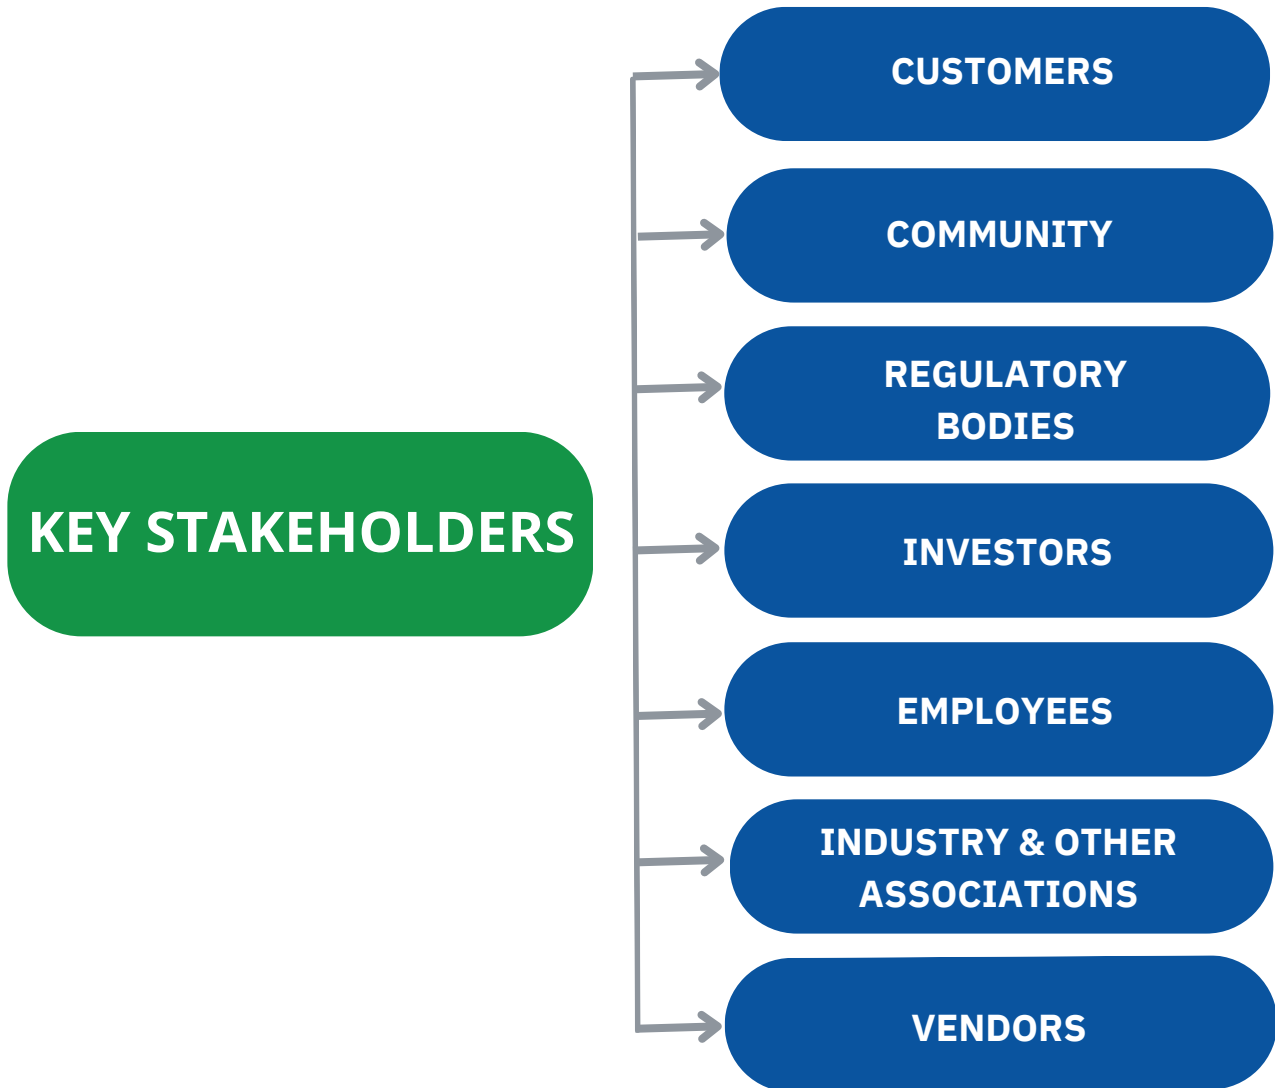 KEY STAKEHOLDERS
CUSTOMERS
COMMUNITY
REGULATORY
BODIES
INVESTORS
EMPLOYEES
INDUSTRY & OTHER
ASSOCIATIONS
VENDORS